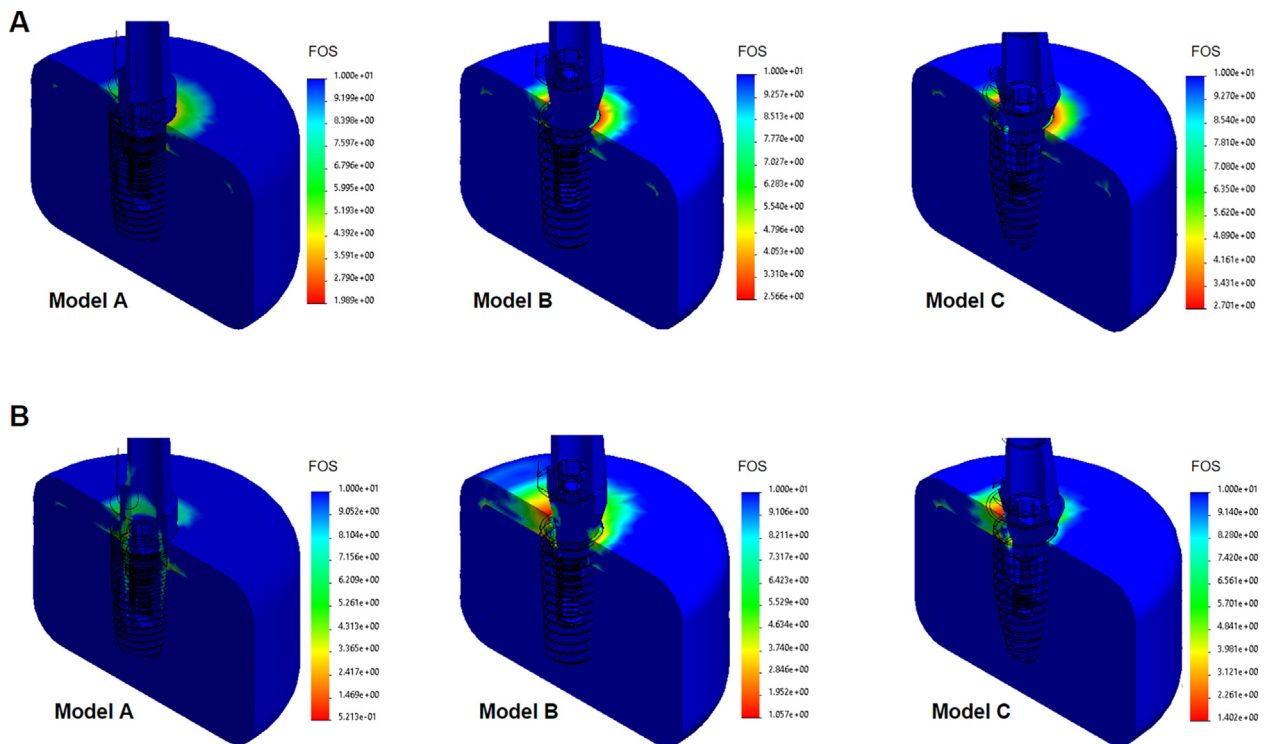 A
FOS
1.000e+01
9.199e+00
8.398e+00
7.597e+00
6.796e+00
5.995e+00
5.193e+00
4.392e+00
3.591e+00
2.790e+00
1.989e+00
Model A
FOS
1.000e+01
9.257e+00
8.513e+00
7.770e+00
7.027e+00
6.283e+00
5.540e+00
4.796e+00
4.053e+00
3.310e+00
2.566e+00
Model B
FOS
1.000e+01
9.270e+00
8.540e+00
7.810e+00
7.080e+00
6.350e+00
5.620e+00
4.890e+00
4.161e+00
3.431e+00
2.701e+00
Model C
B
FOS
1.000e+01
9.052e+00
8.104e+00
7.156e+00
6.209e+00
5.261e+00
4.313e+00
3.365e+00
2.417e+00
1.469e+00
5.213e-01
Model A
FOS
1.000e+01
9.106e+00
8.211e+00
7.317e+00
6.423e+00
5.529e+00
4.634e+00
3.740e+00
2.846e+00
1.952e+00
1.057e+00
Model B
FOS
1.000e+01
9.140e+00
8.280e+00
7.420e+00
6.561e+00
5.701e+00
4.841e+00
3.981e+00
3.121e+00
2.261e+00
1.402e+00
Model C